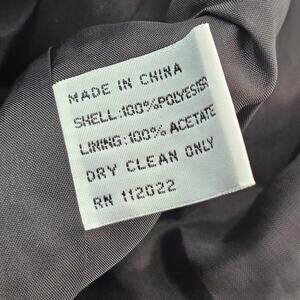 MADE IN CHINA
SHELL:100%POLYESTER
LINING:100% ACETATE
DRY CLEAN ONLY
RN 112022